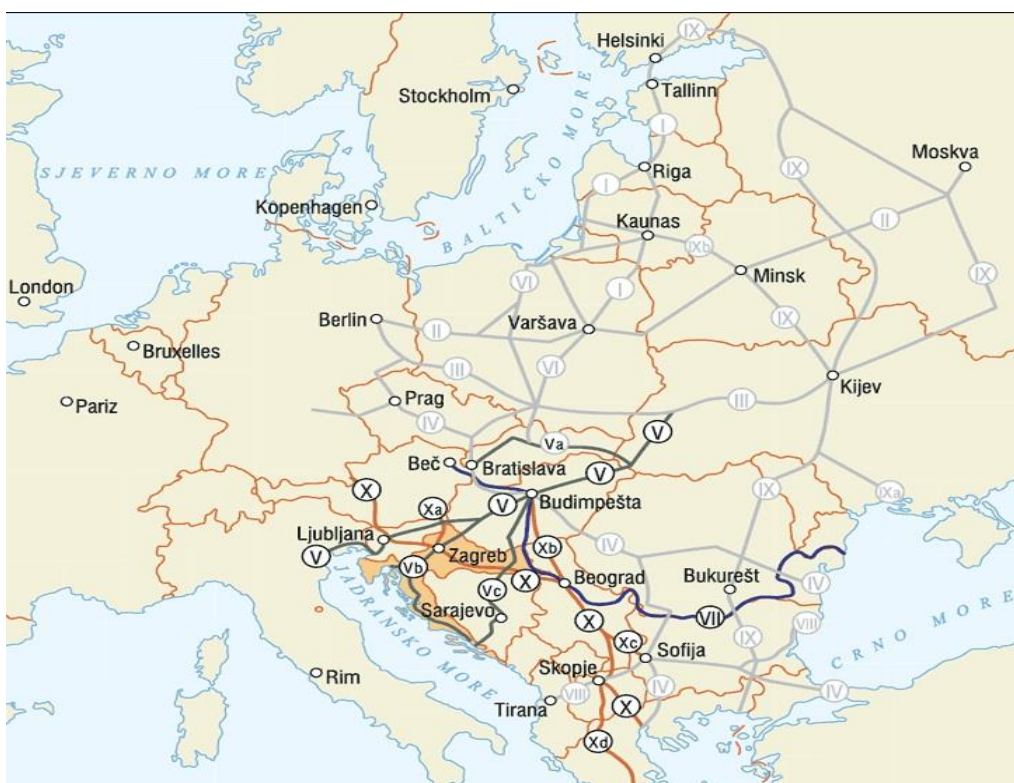 Helsinki
IX
Tallinn
Stockholm
I
IX
Moskva
SJEVERNO MORE
BALTIČKO MORE
I
Riga
Kopenhagen
Kaunas
II
IXb
London
Minsk
IX
VI
I
Berlin
II
Varšava
IX
Bruxelles
III
VI
Kijev
Pariz
Prag
III
IV
V
Va
Beč
Bratislava
V
X
V
Budimpešta
IX
IXa
Xa
Ljubljana
V
Zagreb
Xb
IV
Vb
X
Beograd
Bukurešt
IV
Vc
JADRANSKO MORE
Sarajevo
X
VII
VIII
CRNO MORE
Xc
Sofija
IX
Rim
Skopje
VIII
IV
IV
Tirana
X
Xd